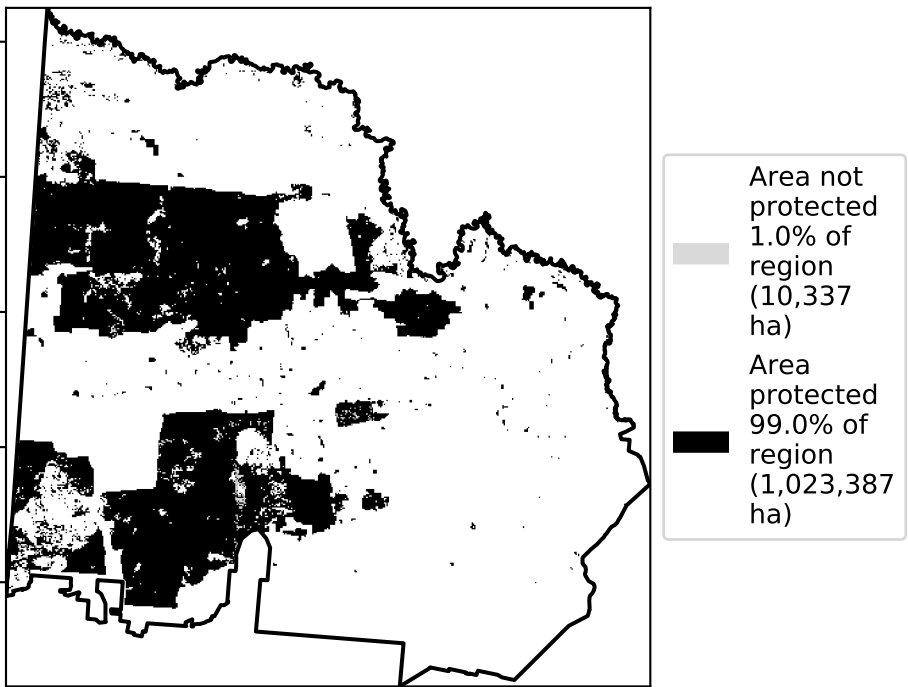 Area not
protected
1.0% of
region
(10,337
ha)
Area
protected
99.0% of
region
(1,023,387
ha)